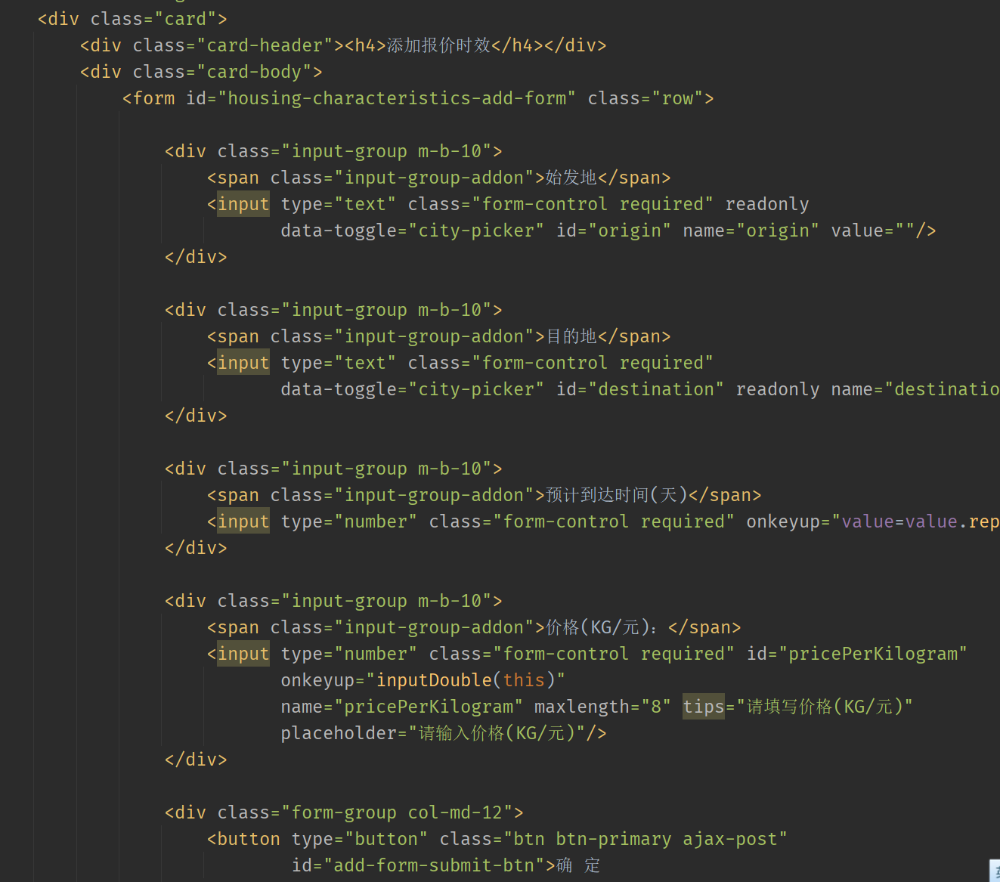 <div class="card">
<div class="card-header"><h4>添加报价时效</h4></div>
<div class="card-body">
<form id="housing-characteristics-add-form" class="row">
<div class="input-group m-b-10">
<span class="input-group-addon">始发地</span>
<input type="text" class="form-control required" readonly
data-toggle="city-picker" id="origin" name="origin" value=""/>
</div>
<div class="input-group m-b-10">
<span class="input-group-addon">目的地</span>
<input type="text" class="form-control required"
data-toggle="city-picker" id="destination" readonly name="destinatio
</div>
<div class="input-group m-b-10">
<span class="input-group-addon">预计到达时间(天)</span>
<input type="number" class="form-control required" onkeyup="value=value.rep
</div>
<div class="input-group m-b-10">
<span class="input-group-addon">价格(KG/元)：</span>
<input type="number" class="form-control required" id="pricePerKilogram"
onkeyup="inputDouble(this)"
name="pricePerKilogram" maxlength="8" tips="请填写价格(KG/元)"
placeholder="请输入价格(KG/元)"/>
</div>
<div class="form-group col-md-12">
<button type="button" class="btn btn-primary ajax-post"
id="add-form-submit-btn">确 定